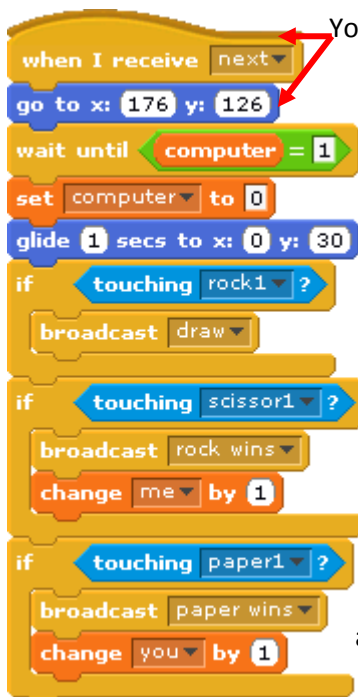 Yo
when I receive next
go to x: 176 y: 126
wait until computer = 1
set computer to 0
glide 1 secs to x: 0 y: 30
if touching rock1 ?
broadcast draw
if touching scissor1 ?
broadcast rock wins
change me by 1
if touching paper1 ?
broadcast paper wins
a
change you by 1